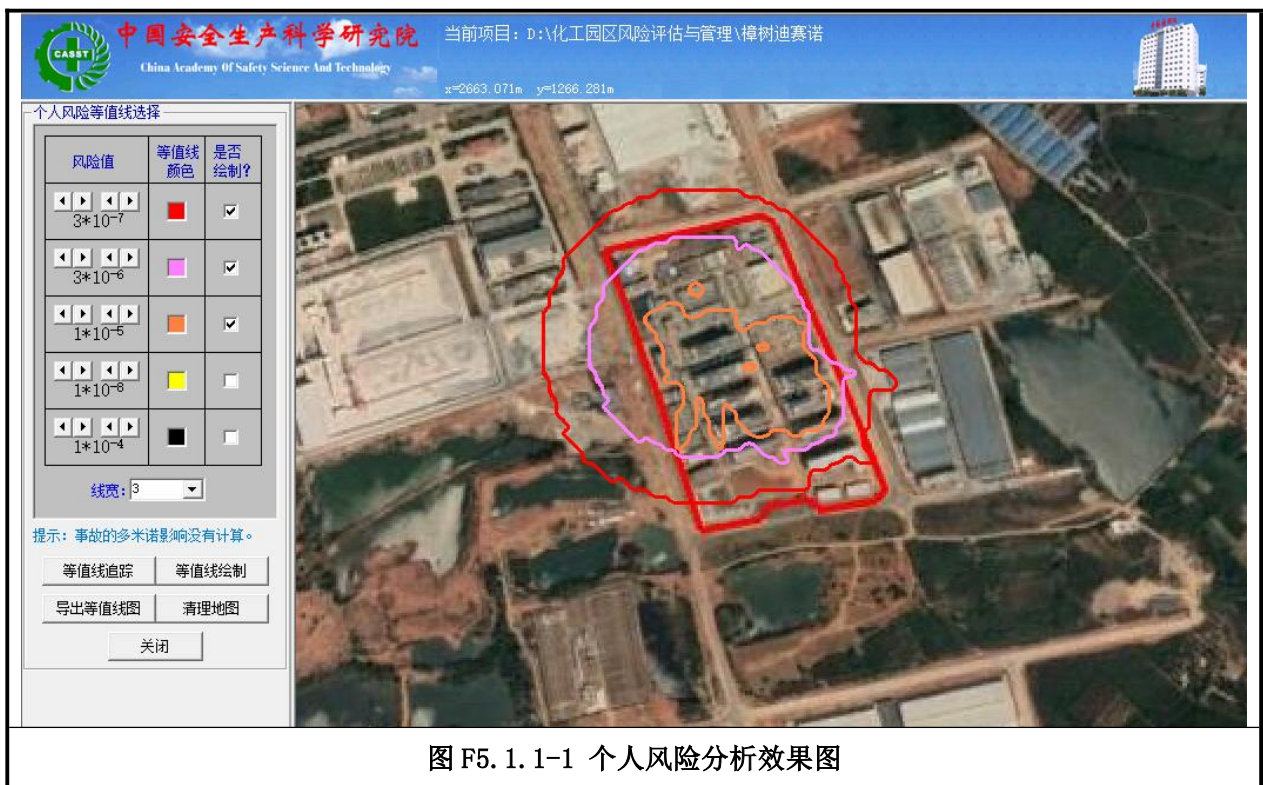 CASST
中国安全生产科学研究院
China Academy Of Safety Science And Technology
当前项目：D:\化工园区风险评估与管理\樟树迪赛诺
x=2663.071m y=1266.281m
个人风险等值线选择
风险值 等值线颜色 是否绘制?
3*10-7
3*10-6
1*10-5
1*10-8
1*10-4
线宽：3
提示：事故的多米诺影响没有计算。
等值线追踪 等值线绘制
导出等值线图 清理地图
关闭
图 F5.1.1-1 个人风险分析效果图